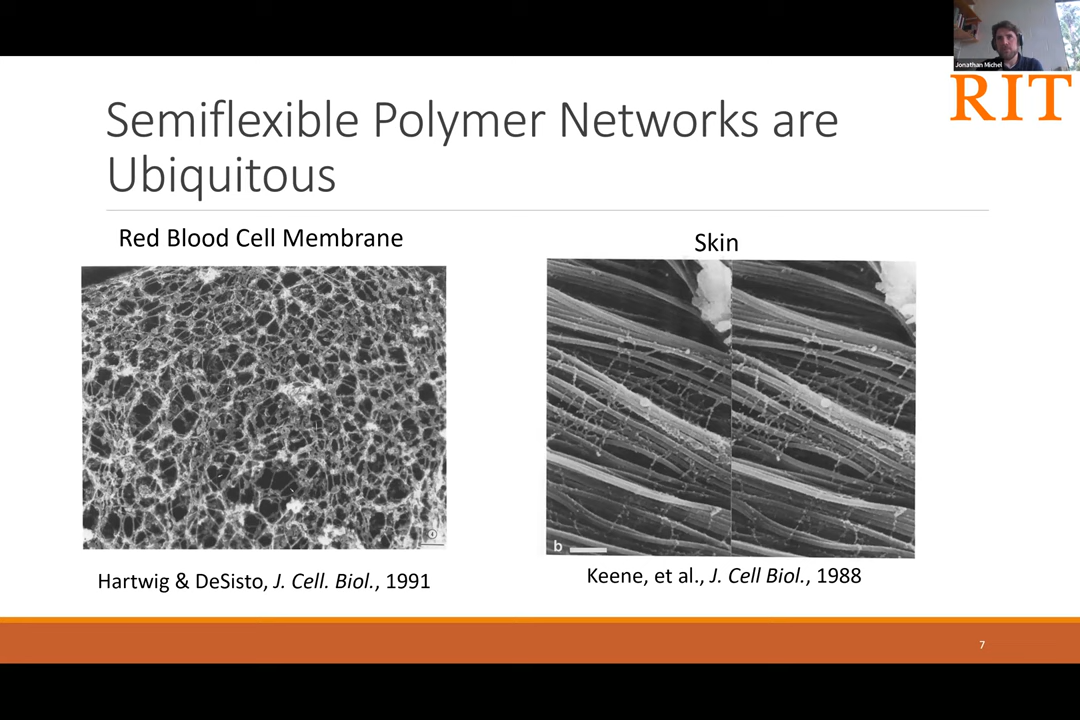 Jonathan Michel
RIT
Semiflexible Polymer Networks are
Ubiquitous
Red Blood Cell Membrane
Skin
a
b
Hartwig & DeSisto, J. Cell. Biol., 1991
Keene, et al., J. Cell Biol., 1988
7